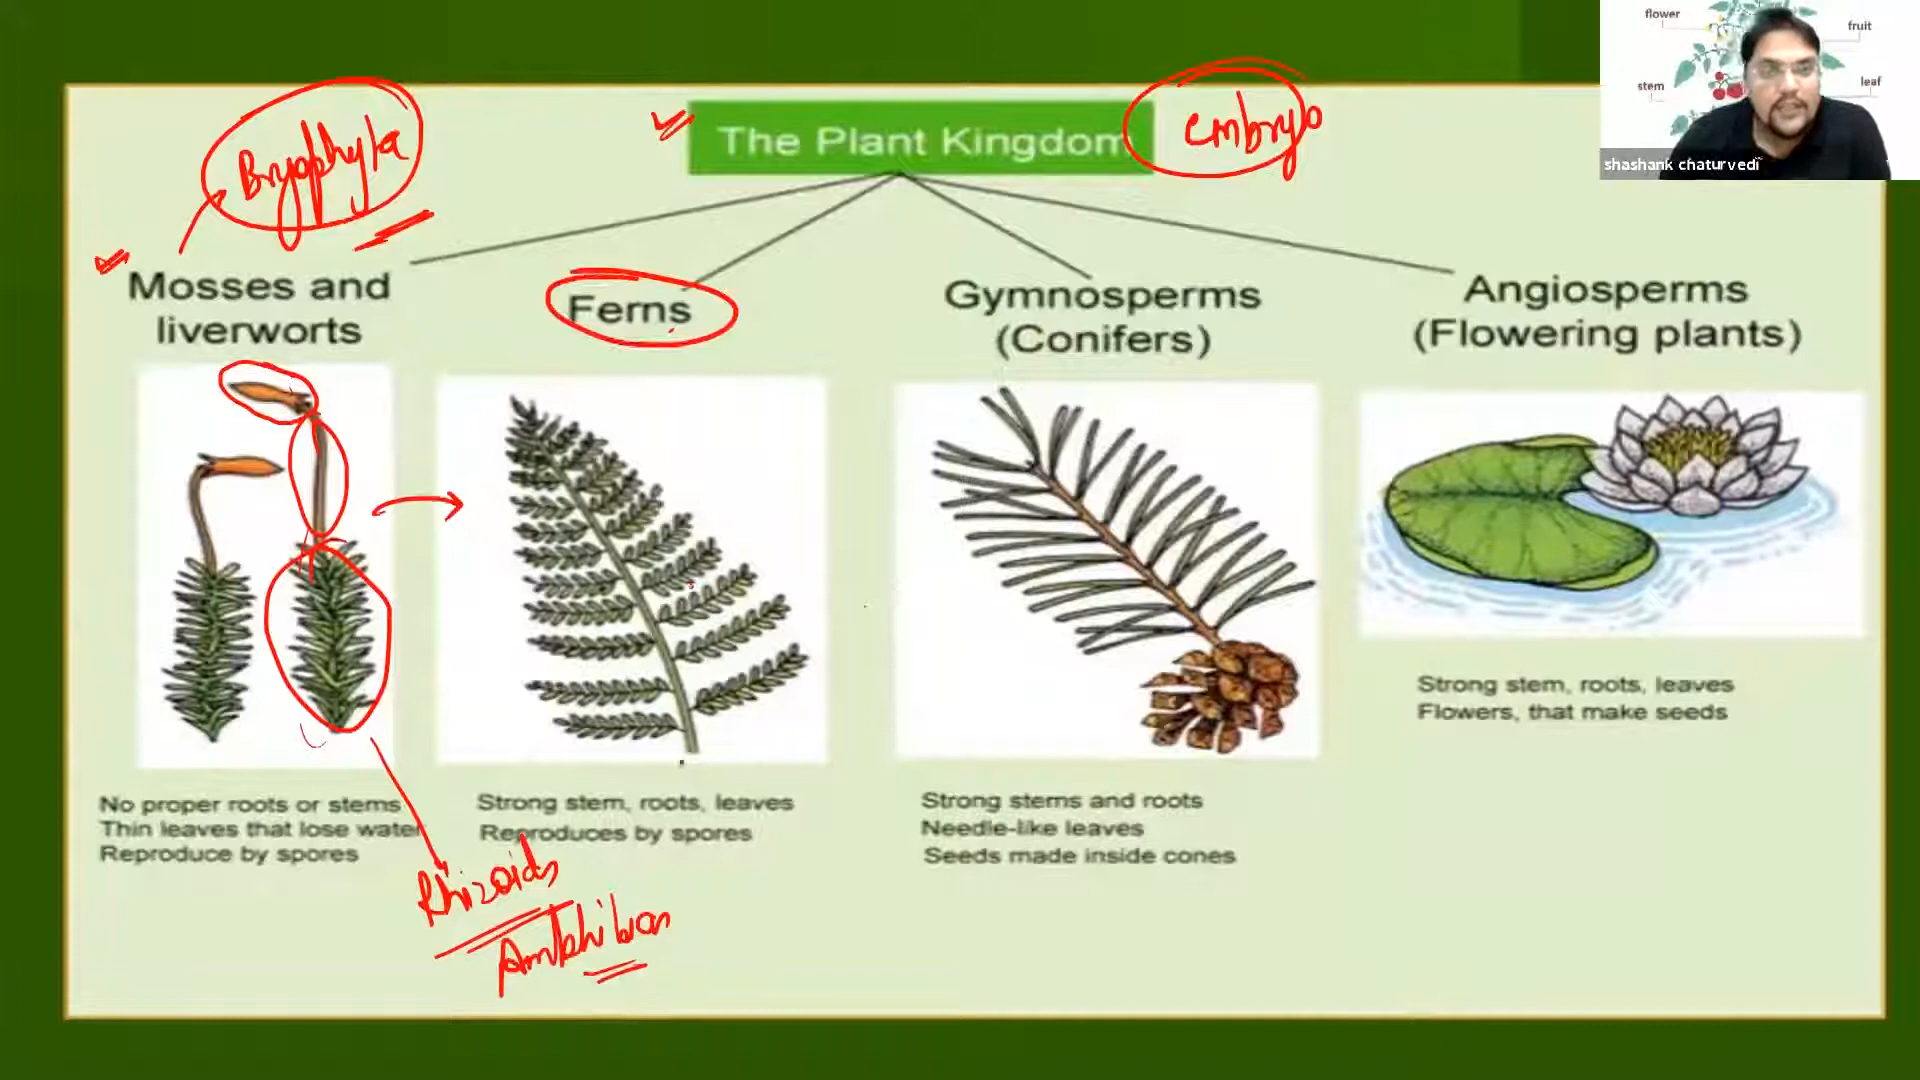 flower
fruit
stem
leaf
shashank chaturvedi
Bryophyta
The Plant Kingdom
embryo
Mosses and
liverworts
Ferns
Gymnosperms
(Conifers)
Angiosperms
(Flowering plants)
No proper roots or stems
Thin leaves that lose water
Reproduce by spores
Strong stem, roots, leaves
Reproduces by spores
Strong stems and roots
Needle-like leaves
Seeds made inside cones
Strong stem, roots, leaves
Flowers, that make seeds
Rhizoids